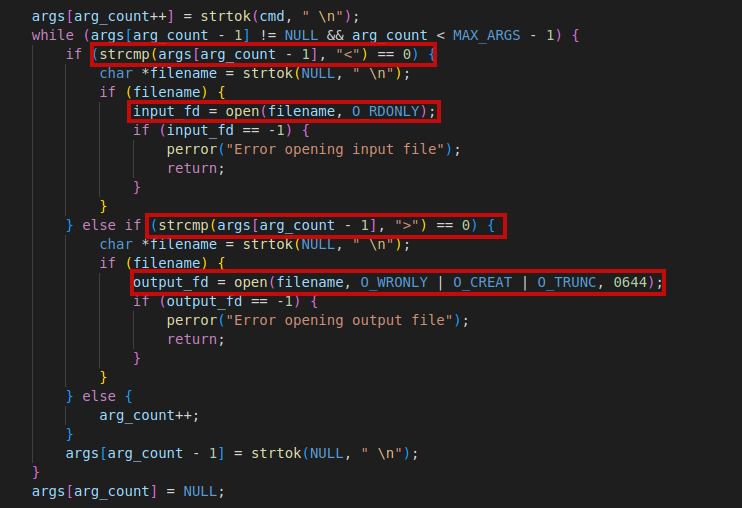 args[arg_count++] = strtok(cmd, " \n");
while (args[arg_count - 1] != NULL && arg_count < MAX_ARGS - 1) {
if (strcmp(args[arg_count - 1], "<") == 0) {
char *filename = strtok(NULL, " \n");
if (filename) {
input_fd = open(filename, O_RDONLY);
if (input_fd == -1) {
perror("Error opening input file");
return;
}
}
} else if (strcmp(args[arg_count - 1], ">") == 0) {
char *filename = strtok(NULL, " \n");
if (filename) {
output_fd = open(filename, O_WRONLY | O_CREAT | O_TRUNC, 0644);
if (output_fd == -1) {
perror("Error opening output file");
return;
}
}
} else {
arg_count++;
}
args[arg_count - 1] = strtok(NULL, " \n");
}
args[arg_count] = NULL;